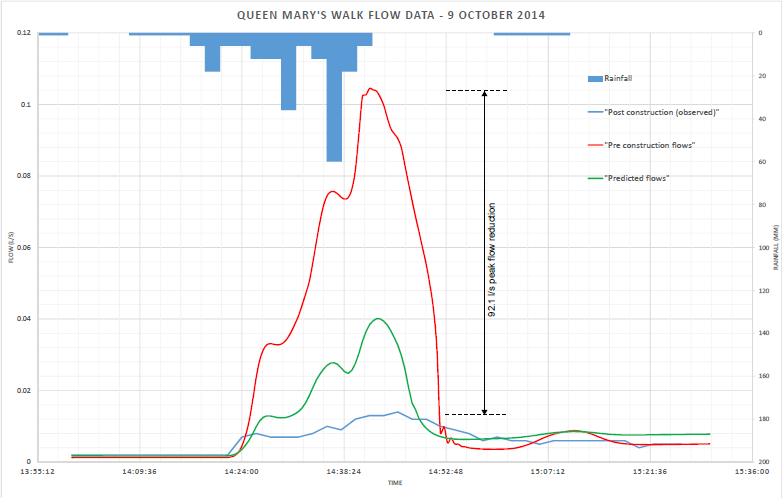 QUEEN MARY'S WALK FLOW DATA - 9 OCTOBER 2014
0.12
0.1
0.08
0.06
0.04
0.02
0
FLOW (L/S)
0
20
40
60
80
100
120
140
160
180
200
RAINFALL (MM)
Rainfall
"Post construction (observed)"
"Pre construction flows"
"Predicted flows"
92.1 l/s peak flow reduction
13:55:12 14:09:36 14:24:00 14:38:24 14:52:48 15:07:12 15:21:36 15:36:00
TIME